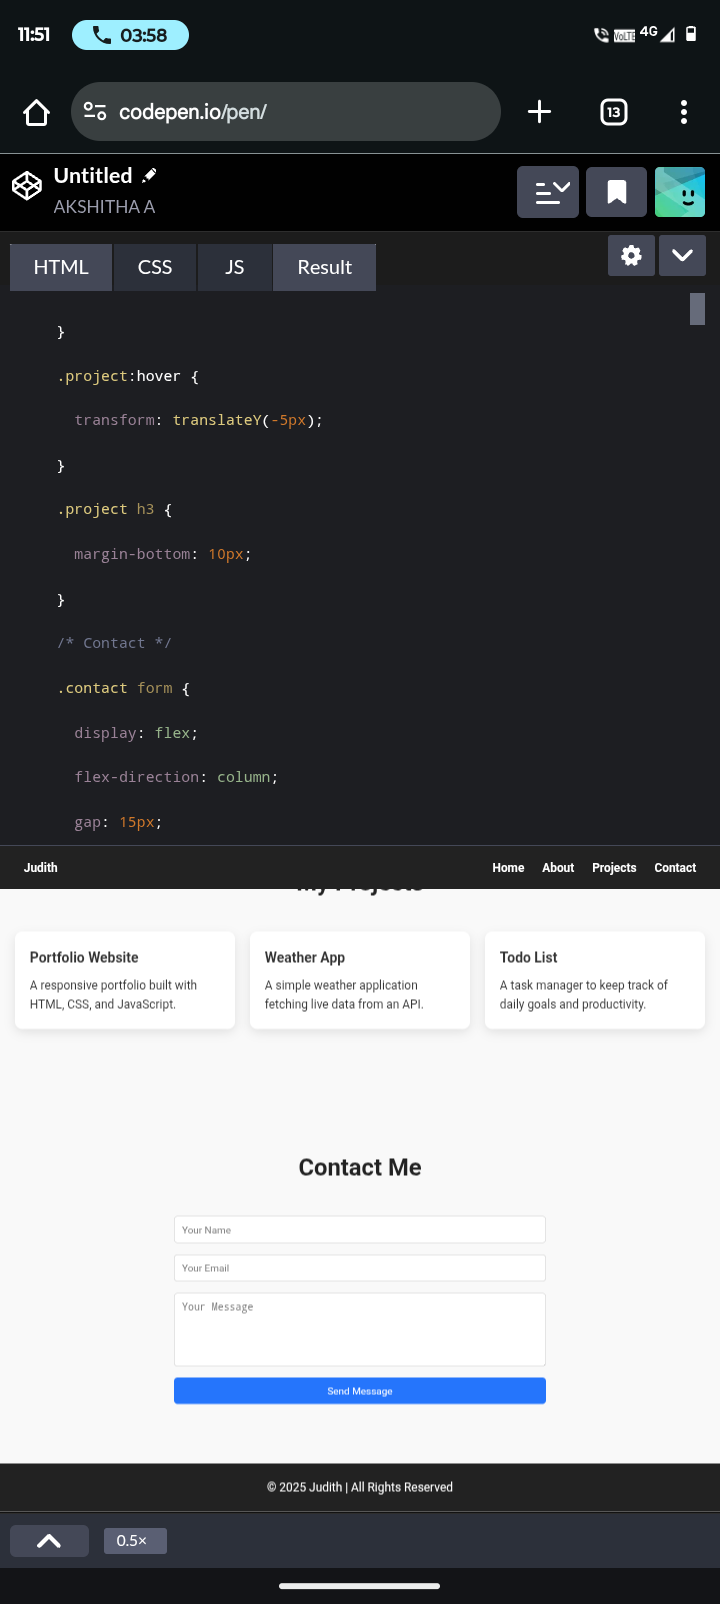 11:51
03:58
VoLTE
4G
codepen.io/pen/
13
Untitled
AKSHITHA A
HTML
CSS
JS
Result
}
.project:hover {
transform: translateY(-5px);
}
.project h3 {
margin-bottom: 10px;
}
/* Contact */
.contact form {
display: flex;
flex-direction: column;
gap: 15px;
Judith
Home
About
Projects
Contact
My Projects
Portfolio Website
A responsive portfolio built with
HTML, CSS, and JavaScript.
Weather App
A simple weather application
fetching live data from an API.
Todo List
A task manager to keep track of
daily goals and productivity.
Contact Me
Your Name
Your Email
Your Message
Send Message
© 2025 Judith | All Rights Reserved
0.5×